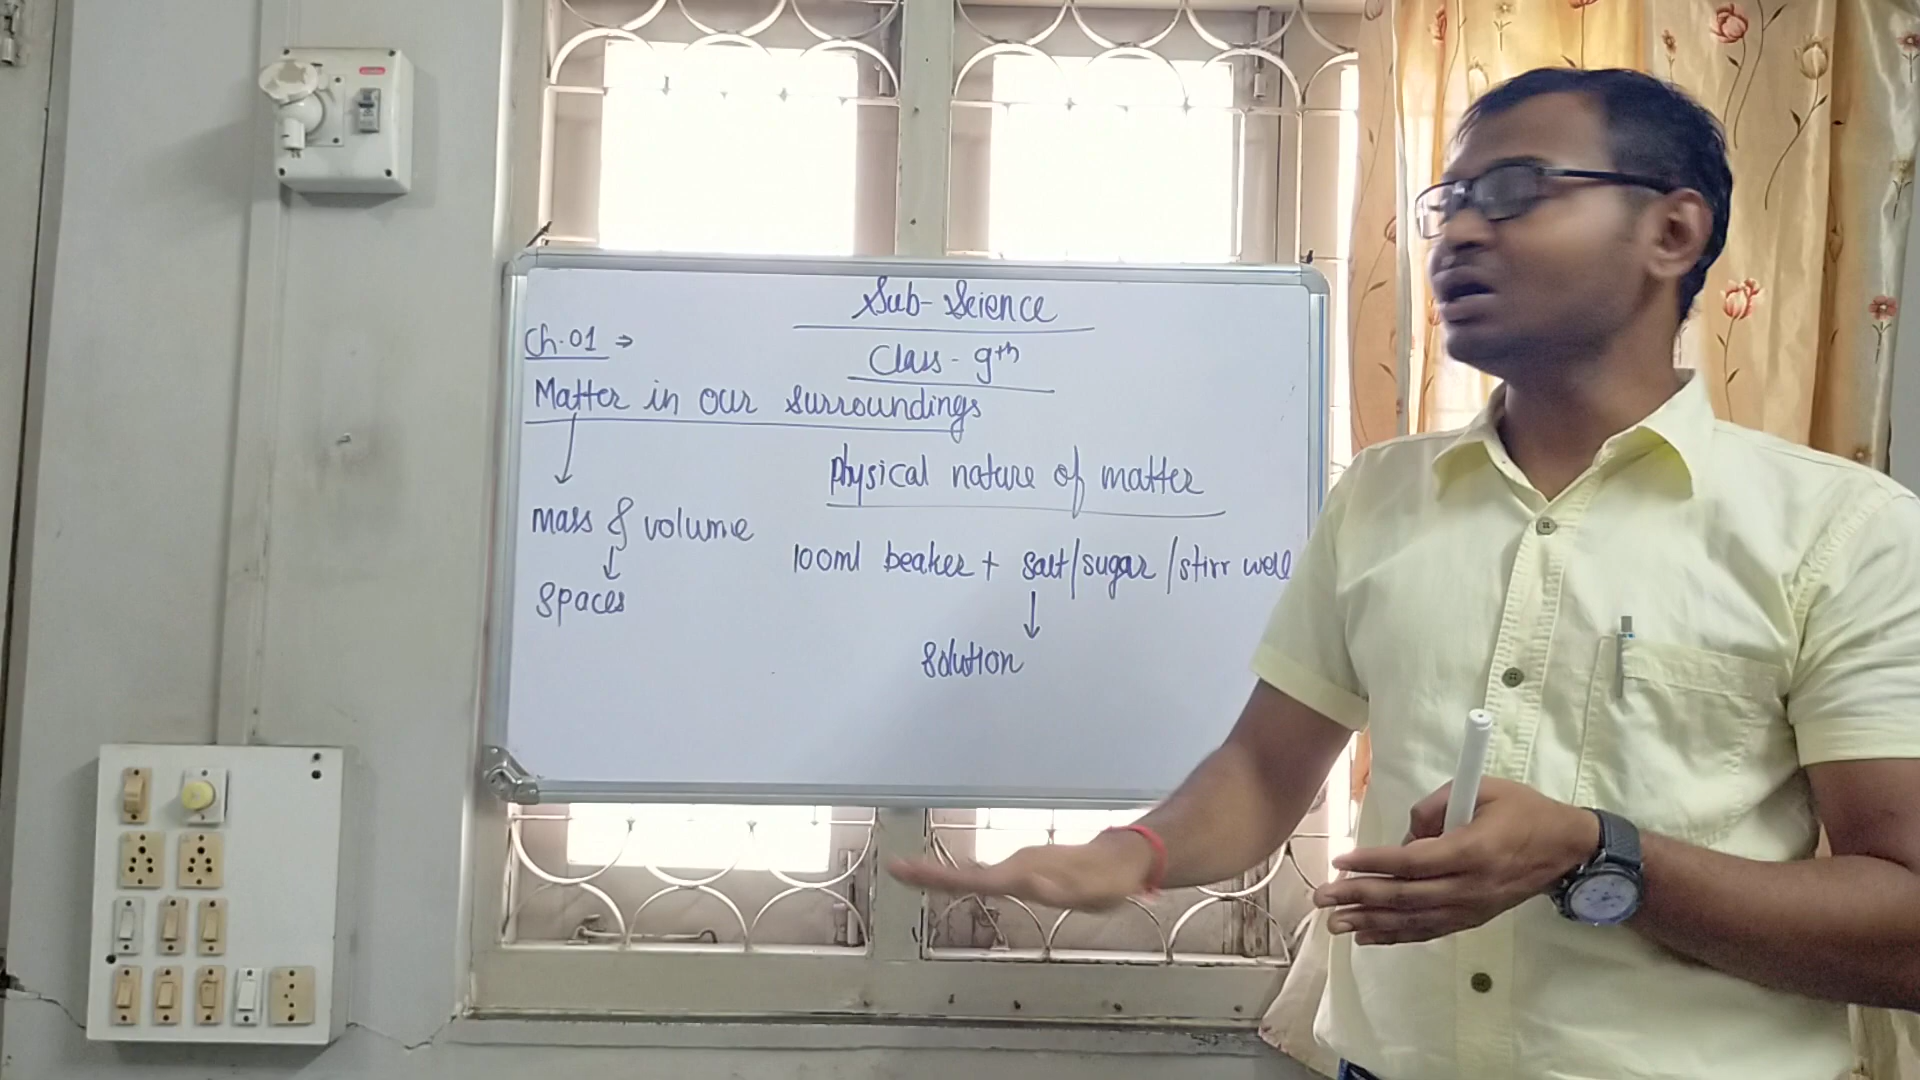 Sub- Science
Class - 9th
Ch. 01 ⇒
Matter in our surroundings
↓
mass & volume
↓
spaces
Physical nature of matter
100ml beaker + salt/sugar /stirr well
↓
solution